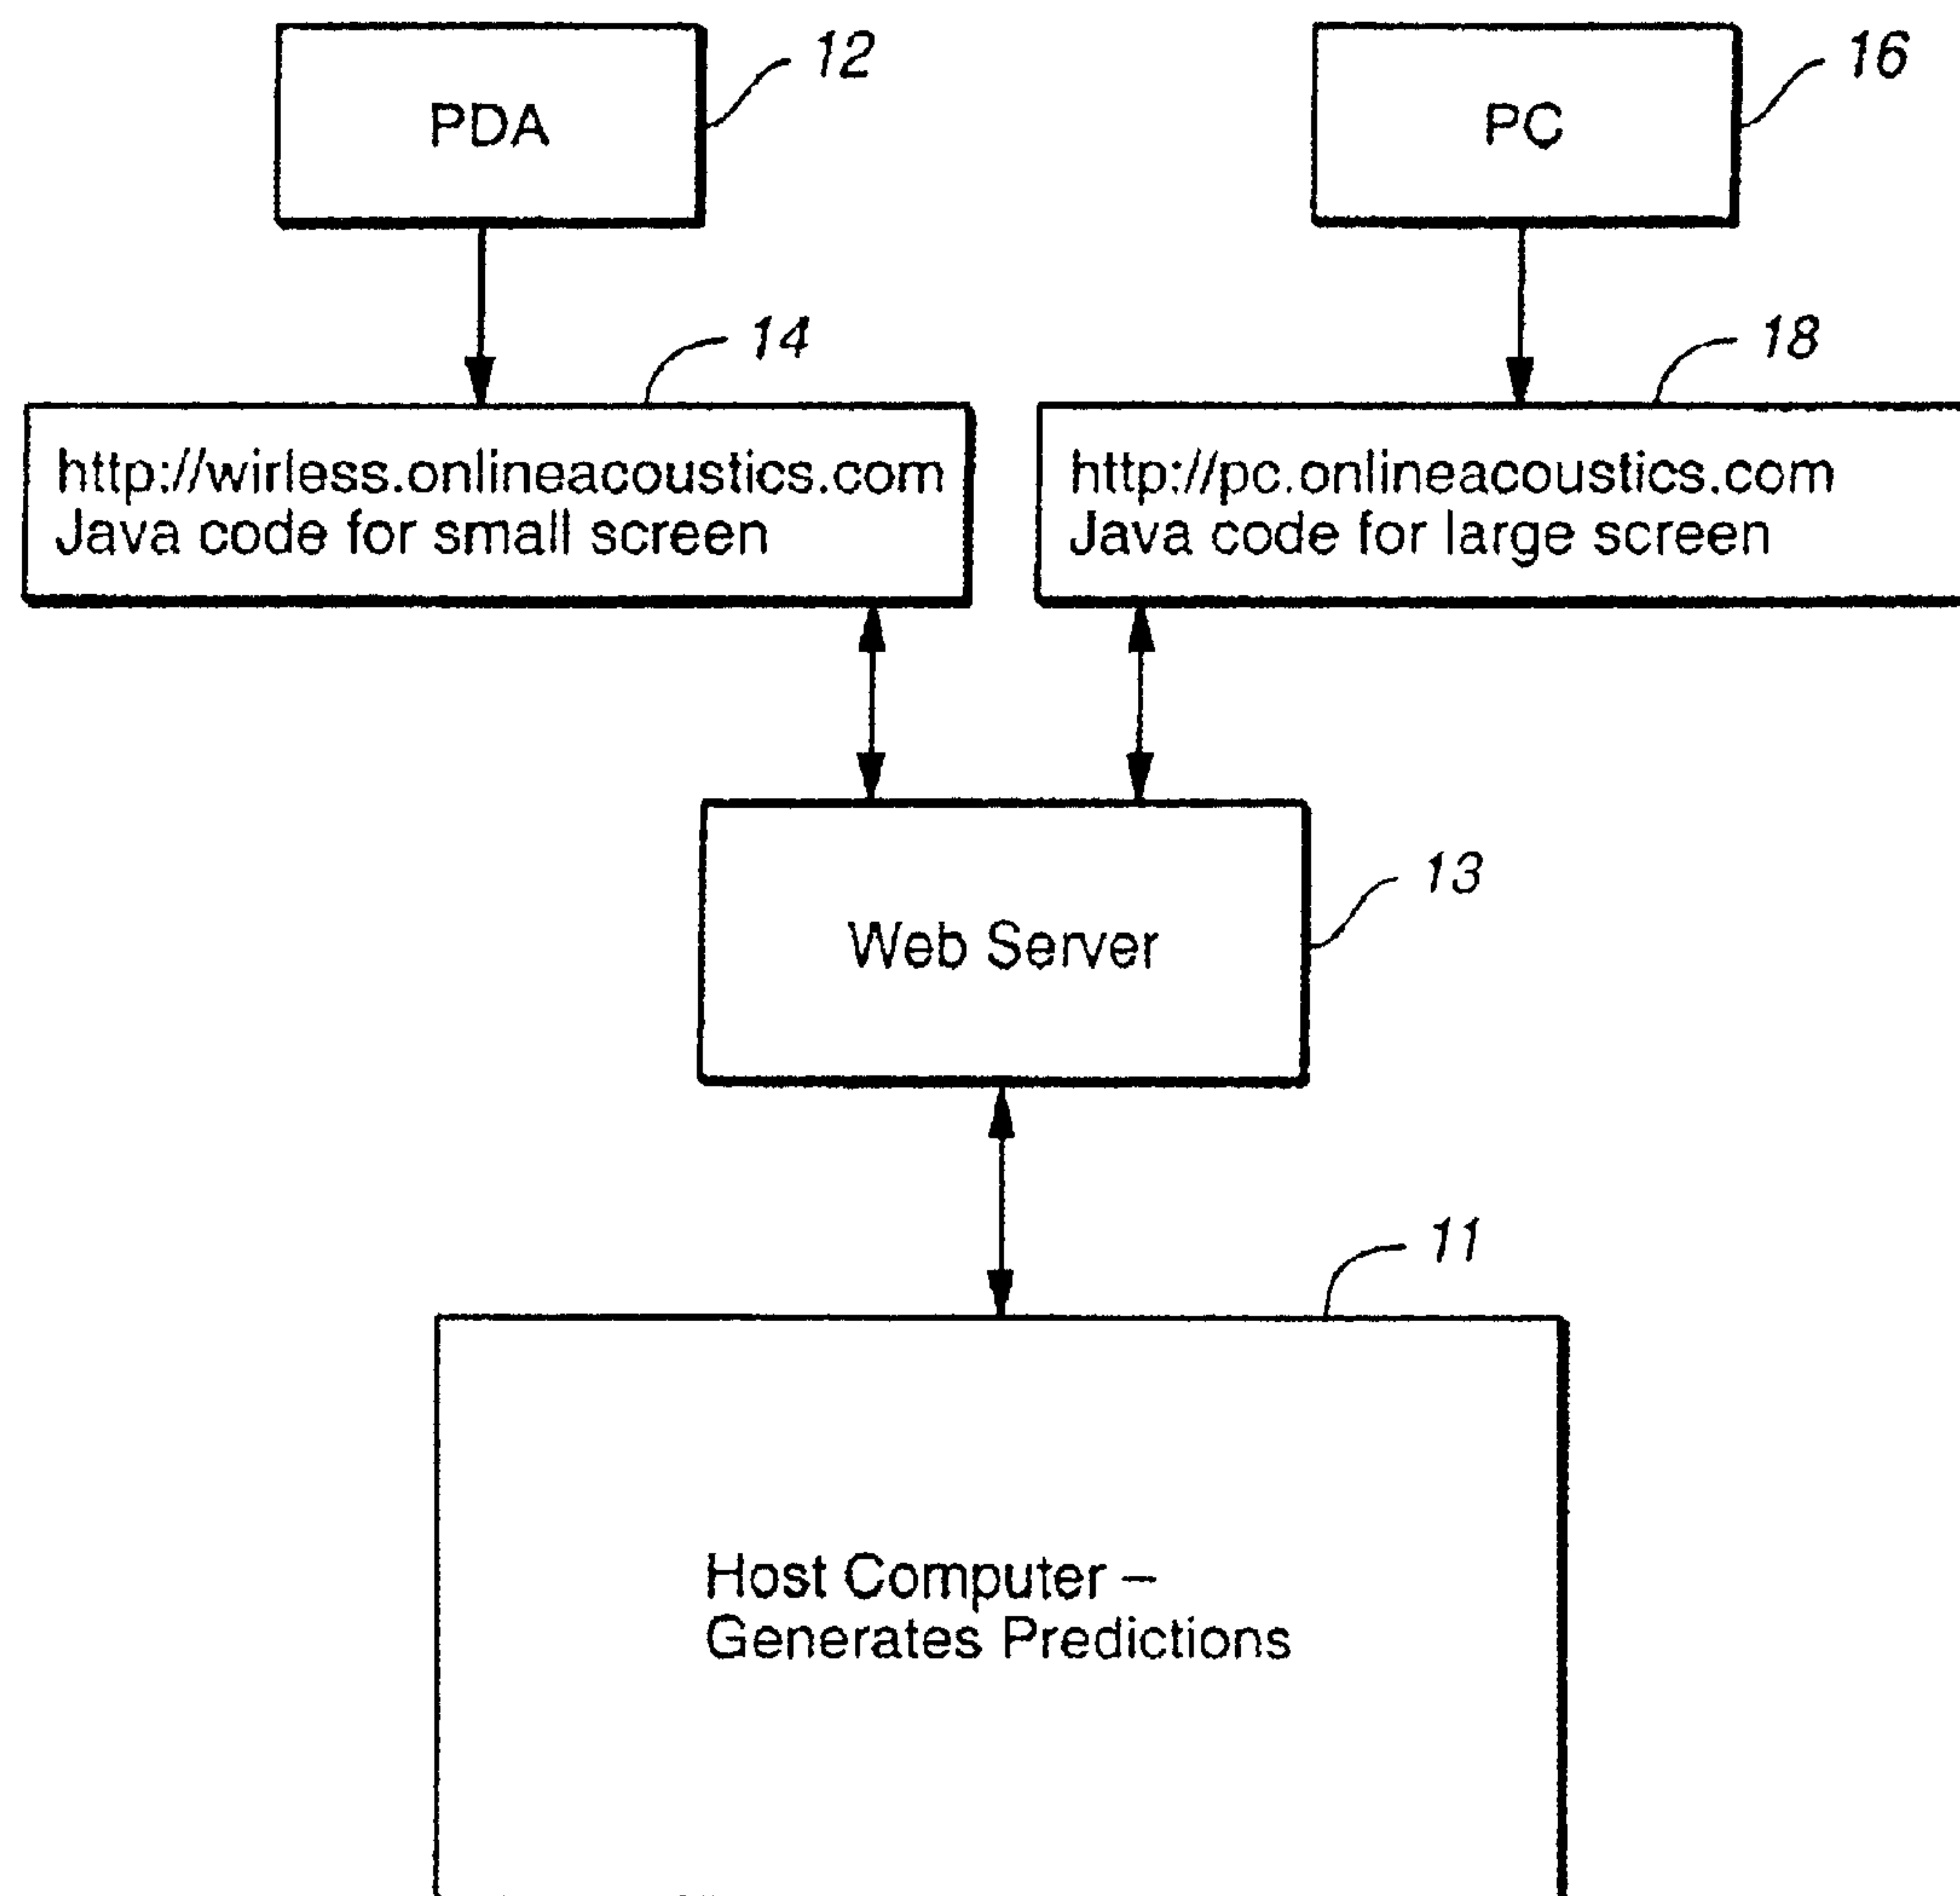 12
PDA
16
PC
14
http://wirless.onlineacoustics.com
Java code for small screen
18
http://pc.onlineacoustics.com
Java code for large screen
13
Web Server
11
Host Computer –
Generates Predictions